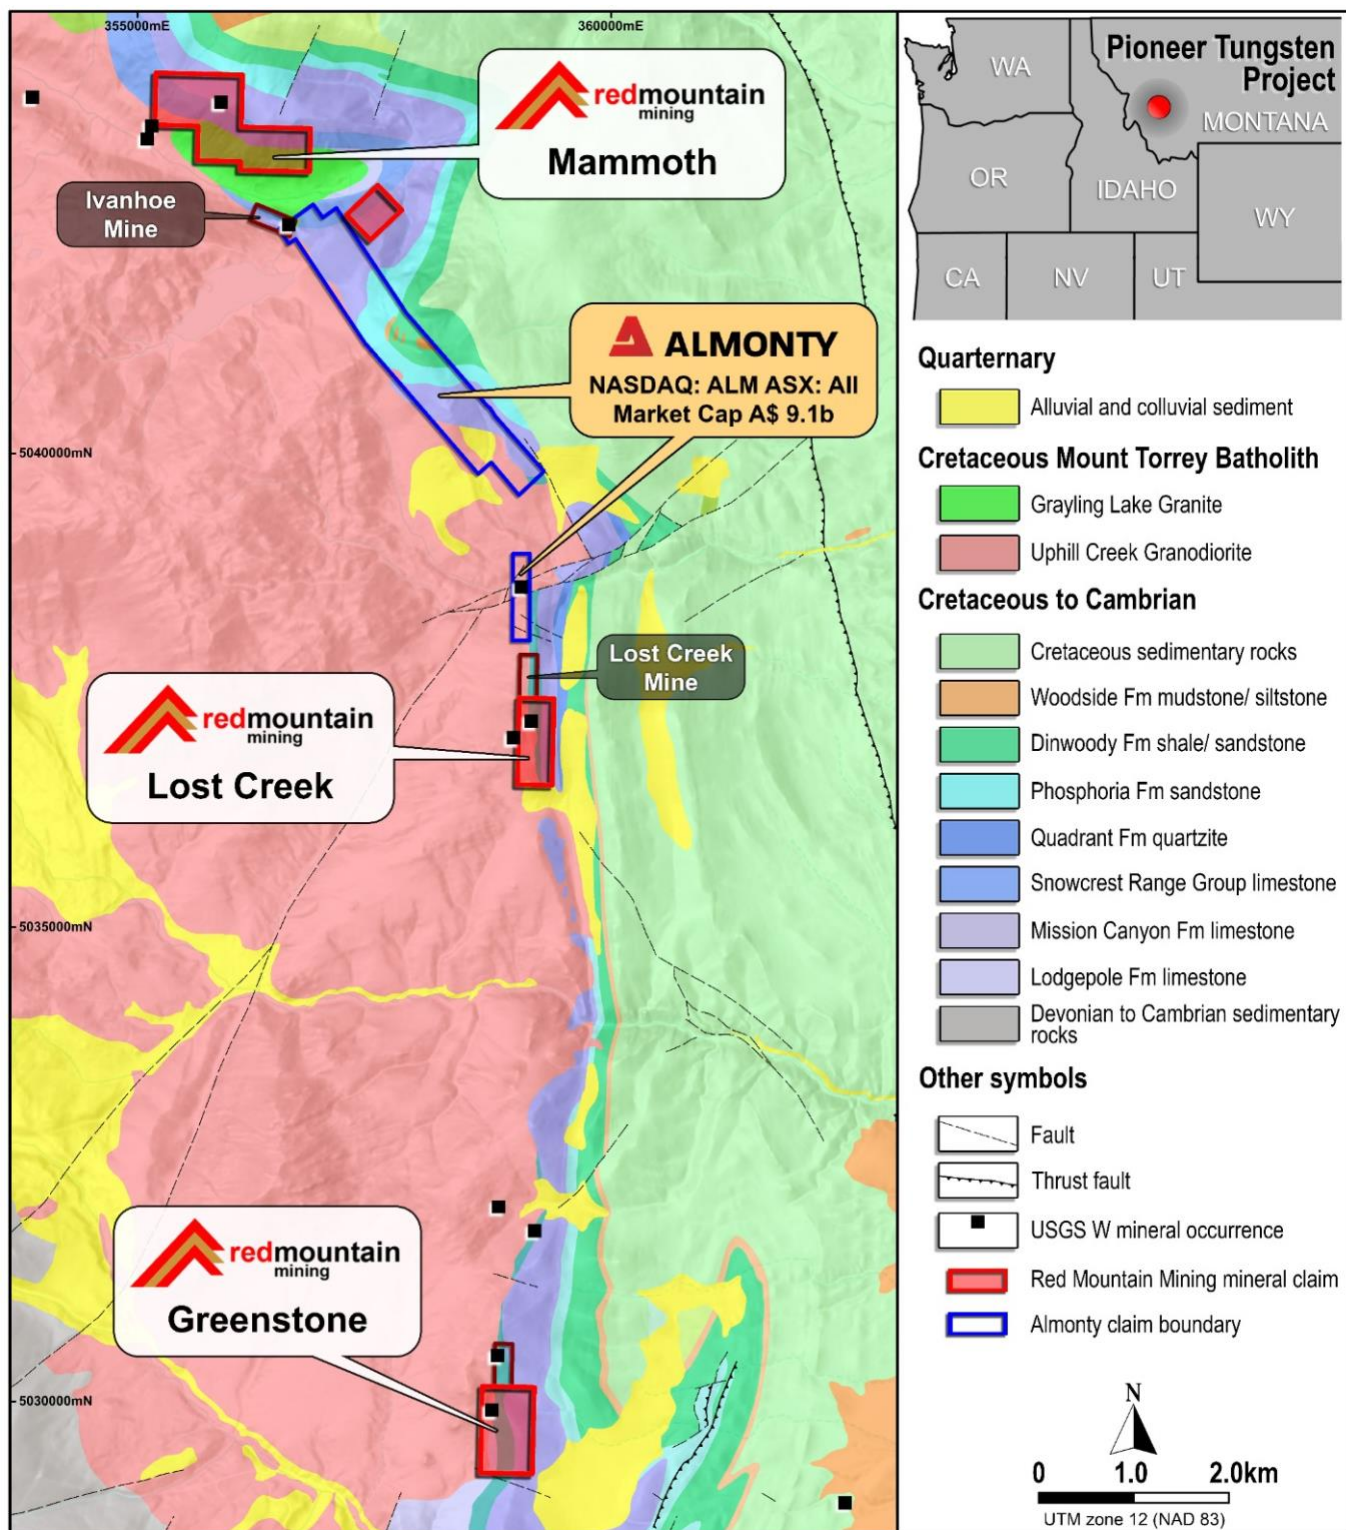 355000mE
360000mE
redmountain
mining
Mammoth
Ivanhoe
Mine
ALMONTY
NASDAQ: ALM ASX: AII
Market Cap A$ 9.1b
5040000mN
Lost Creek
Mine
redmountain
mining
Lost Creek
5035000mN
redmountain
mining
Greenstone
5030000mN
Pioneer Tungsten
Project
WA
MONTANA
OR
IDAHO
WY
CA
NV
UT
Quarternary
Alluvial and colluvial sediment
Cretaceous Mount Torrey Batholith
Grayling Lake Granite
Uphill Creek Granodiorite
Cretaceous to Cambrian
Cretaceous sedimentary rocks
Woodside Fm mudstone/ siltstone
Dinwoody Fm shale/ sandstone
Phosphoria Fm sandstone
Quadrant Fm quartzite
Snowcrest Range Group limestone
Mission Canyon Fm limestone
Lodgepole Fm limestone
Devonian to Cambrian sedimentary
rocks
Other symbols
Fault
Thrust fault
USGS W mineral occurrence
Red Mountain Mining mineral claim
Almonty claim boundary
N
0 1.0 2.0km
UTM zone 12 (NAD 83)